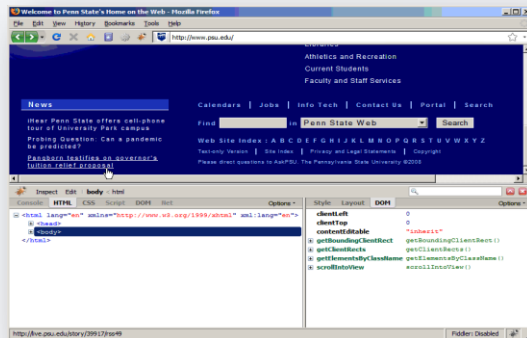 Welcome to Penn State's Home on the Web - Mozilla Firefox
File Edit View History Bookmarks Tools Help
http://www.psu.edu/
Athletics and Recreation
Current Students
Faculty and Staff Services
News
Calendars | Jobs | Info Tech | Contact Us | Portal | Search
iHear Penn State offers cell-phone
tour of University Park campus
Find in Penn State Web Search
Probing Question: Can a pandemic
be predicted?
Web Site Index: A B C D E F G H I J K L M N O P Q R S T U V W X Y Z
Pangborn testifies on governor's
tuition relief proposal
Text-only Version | Site Index | Privacy and Legal Statements | Copyright
Please direct questions to AskPSU. The Pennsylvania State University ©2009
Inspect Edit body < html
Console HTML CSS Script DOM Net Options
Style Layout DOM Options
<html lang="en" xmlns="http://www.w3.org/1999/xhtml" xml:lang="en">
<head>
<body>
</html>
clientLeft 0
clientTop 0
contentEditable "inherit"
getBoundingClientRect getBoundingClientRect()
getClientRects getClientRects()
getElementsByClassName getElementsByClassName()
scrollIntoView scrollIntoView()
http://live.psu.edu/story/39917/rss49
Fiddler: Disabled